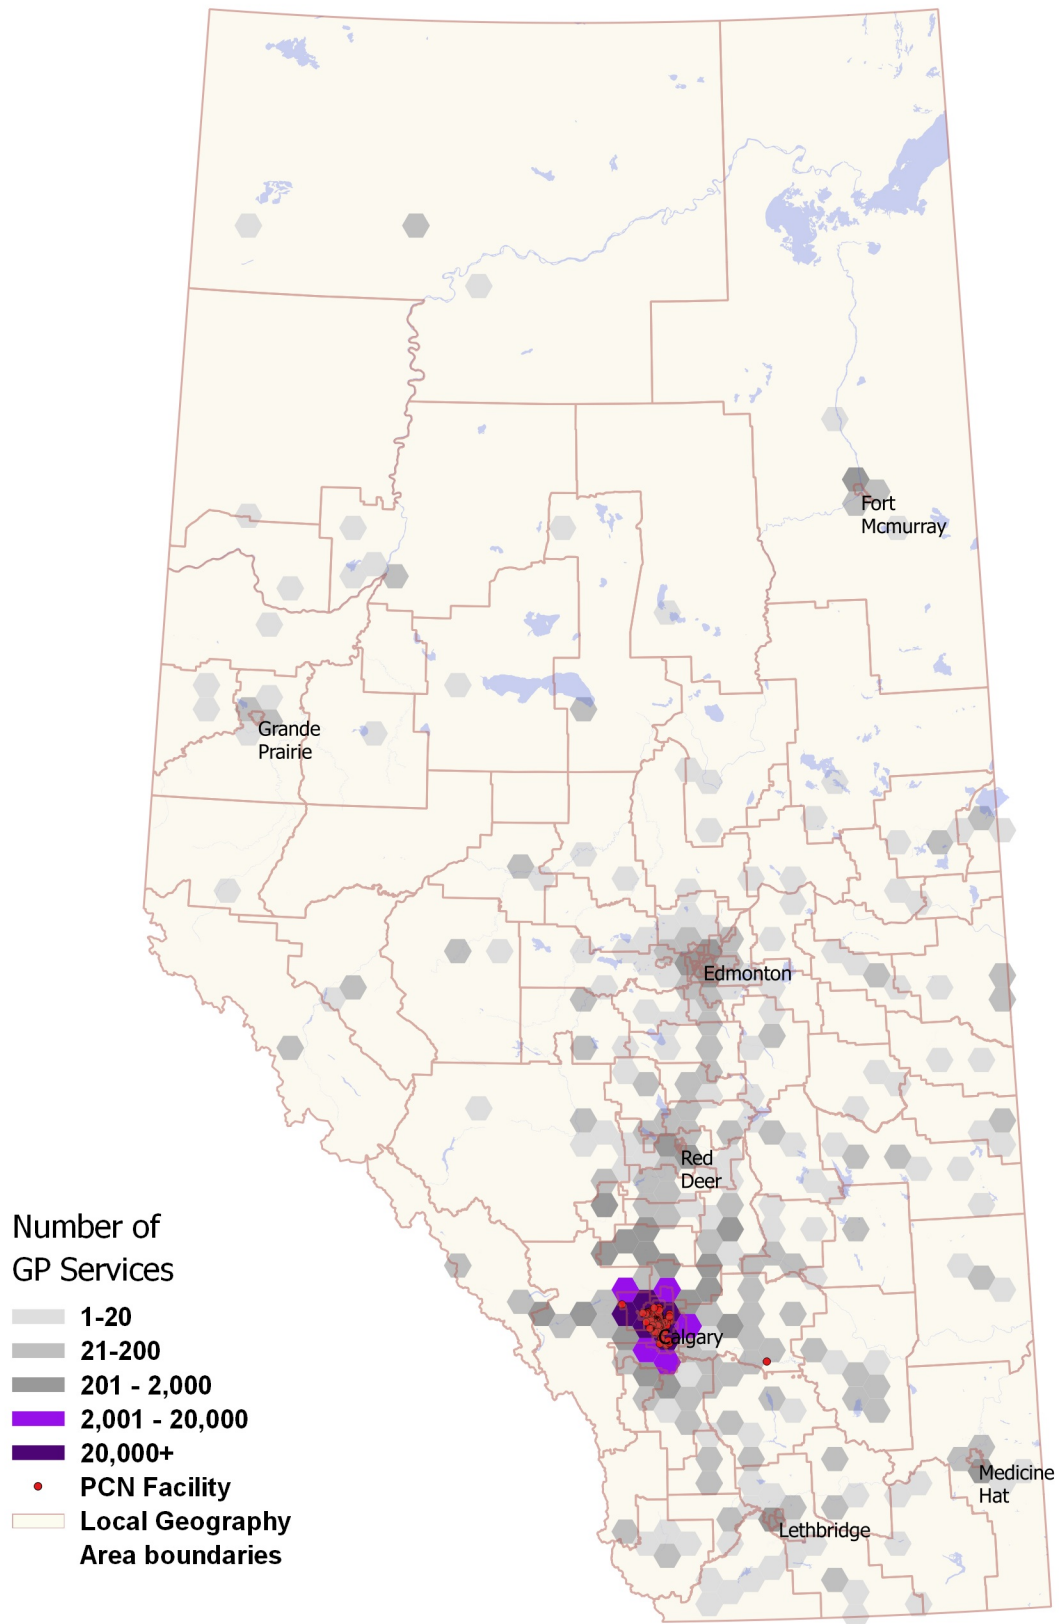 Fort
Mcmurray
Grande
Prairie
Edmonton
Red
Deer
Number of
GP Services
1-20
21-200
201 - 2,000
2,001 - 20,000
20,000+
PCN Facility
Local Geography
Area boundaries
Calgary
Medicine
Hat
Lethbridge